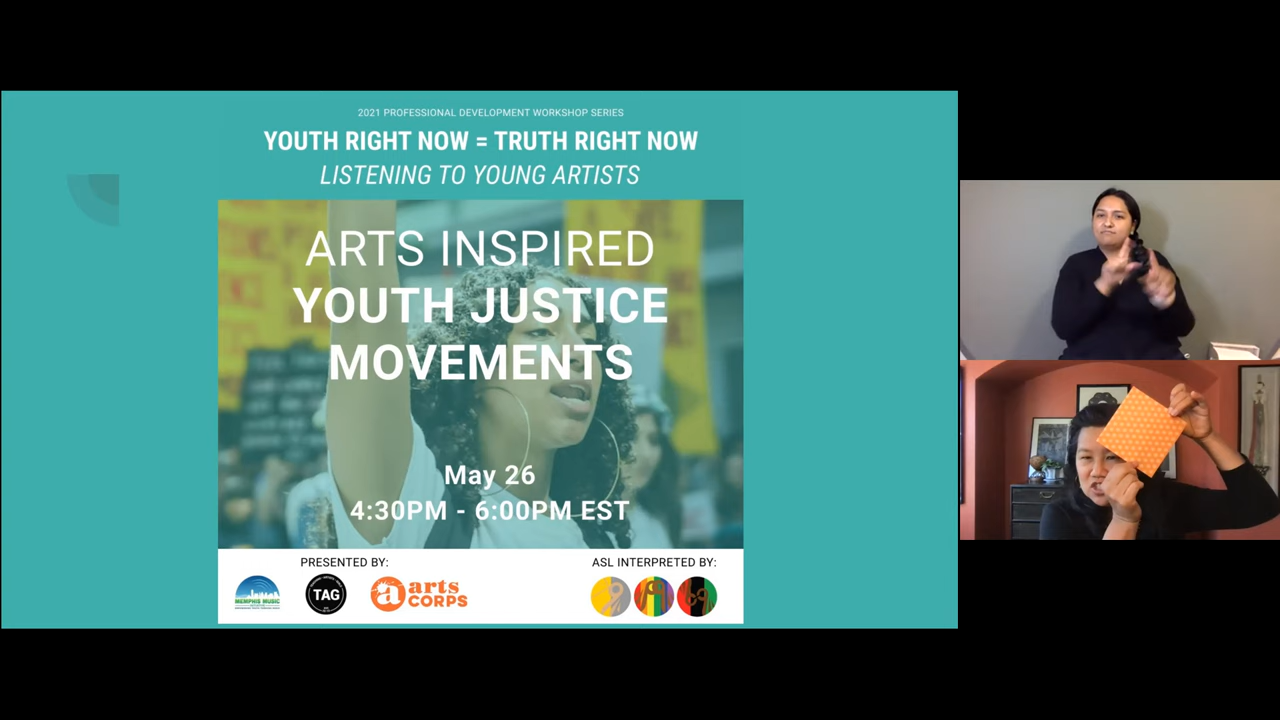 2021 PROFESSIONAL DEVELOPMENT WORKSHOP SERIES
YOUTH RIGHT NOW = TRUTH RIGHT NOW
LISTENING TO YOUNG ARTISTS
ARTS INSPIRED
YOUTH JUSTICE
MOVEMENTS
May 26
4:30PM - 6:00PM EST
PRESENTED BY:
MEMPHIS MUSIC
TAG
a arts
CORPS
ASL INTERPRETED BY: